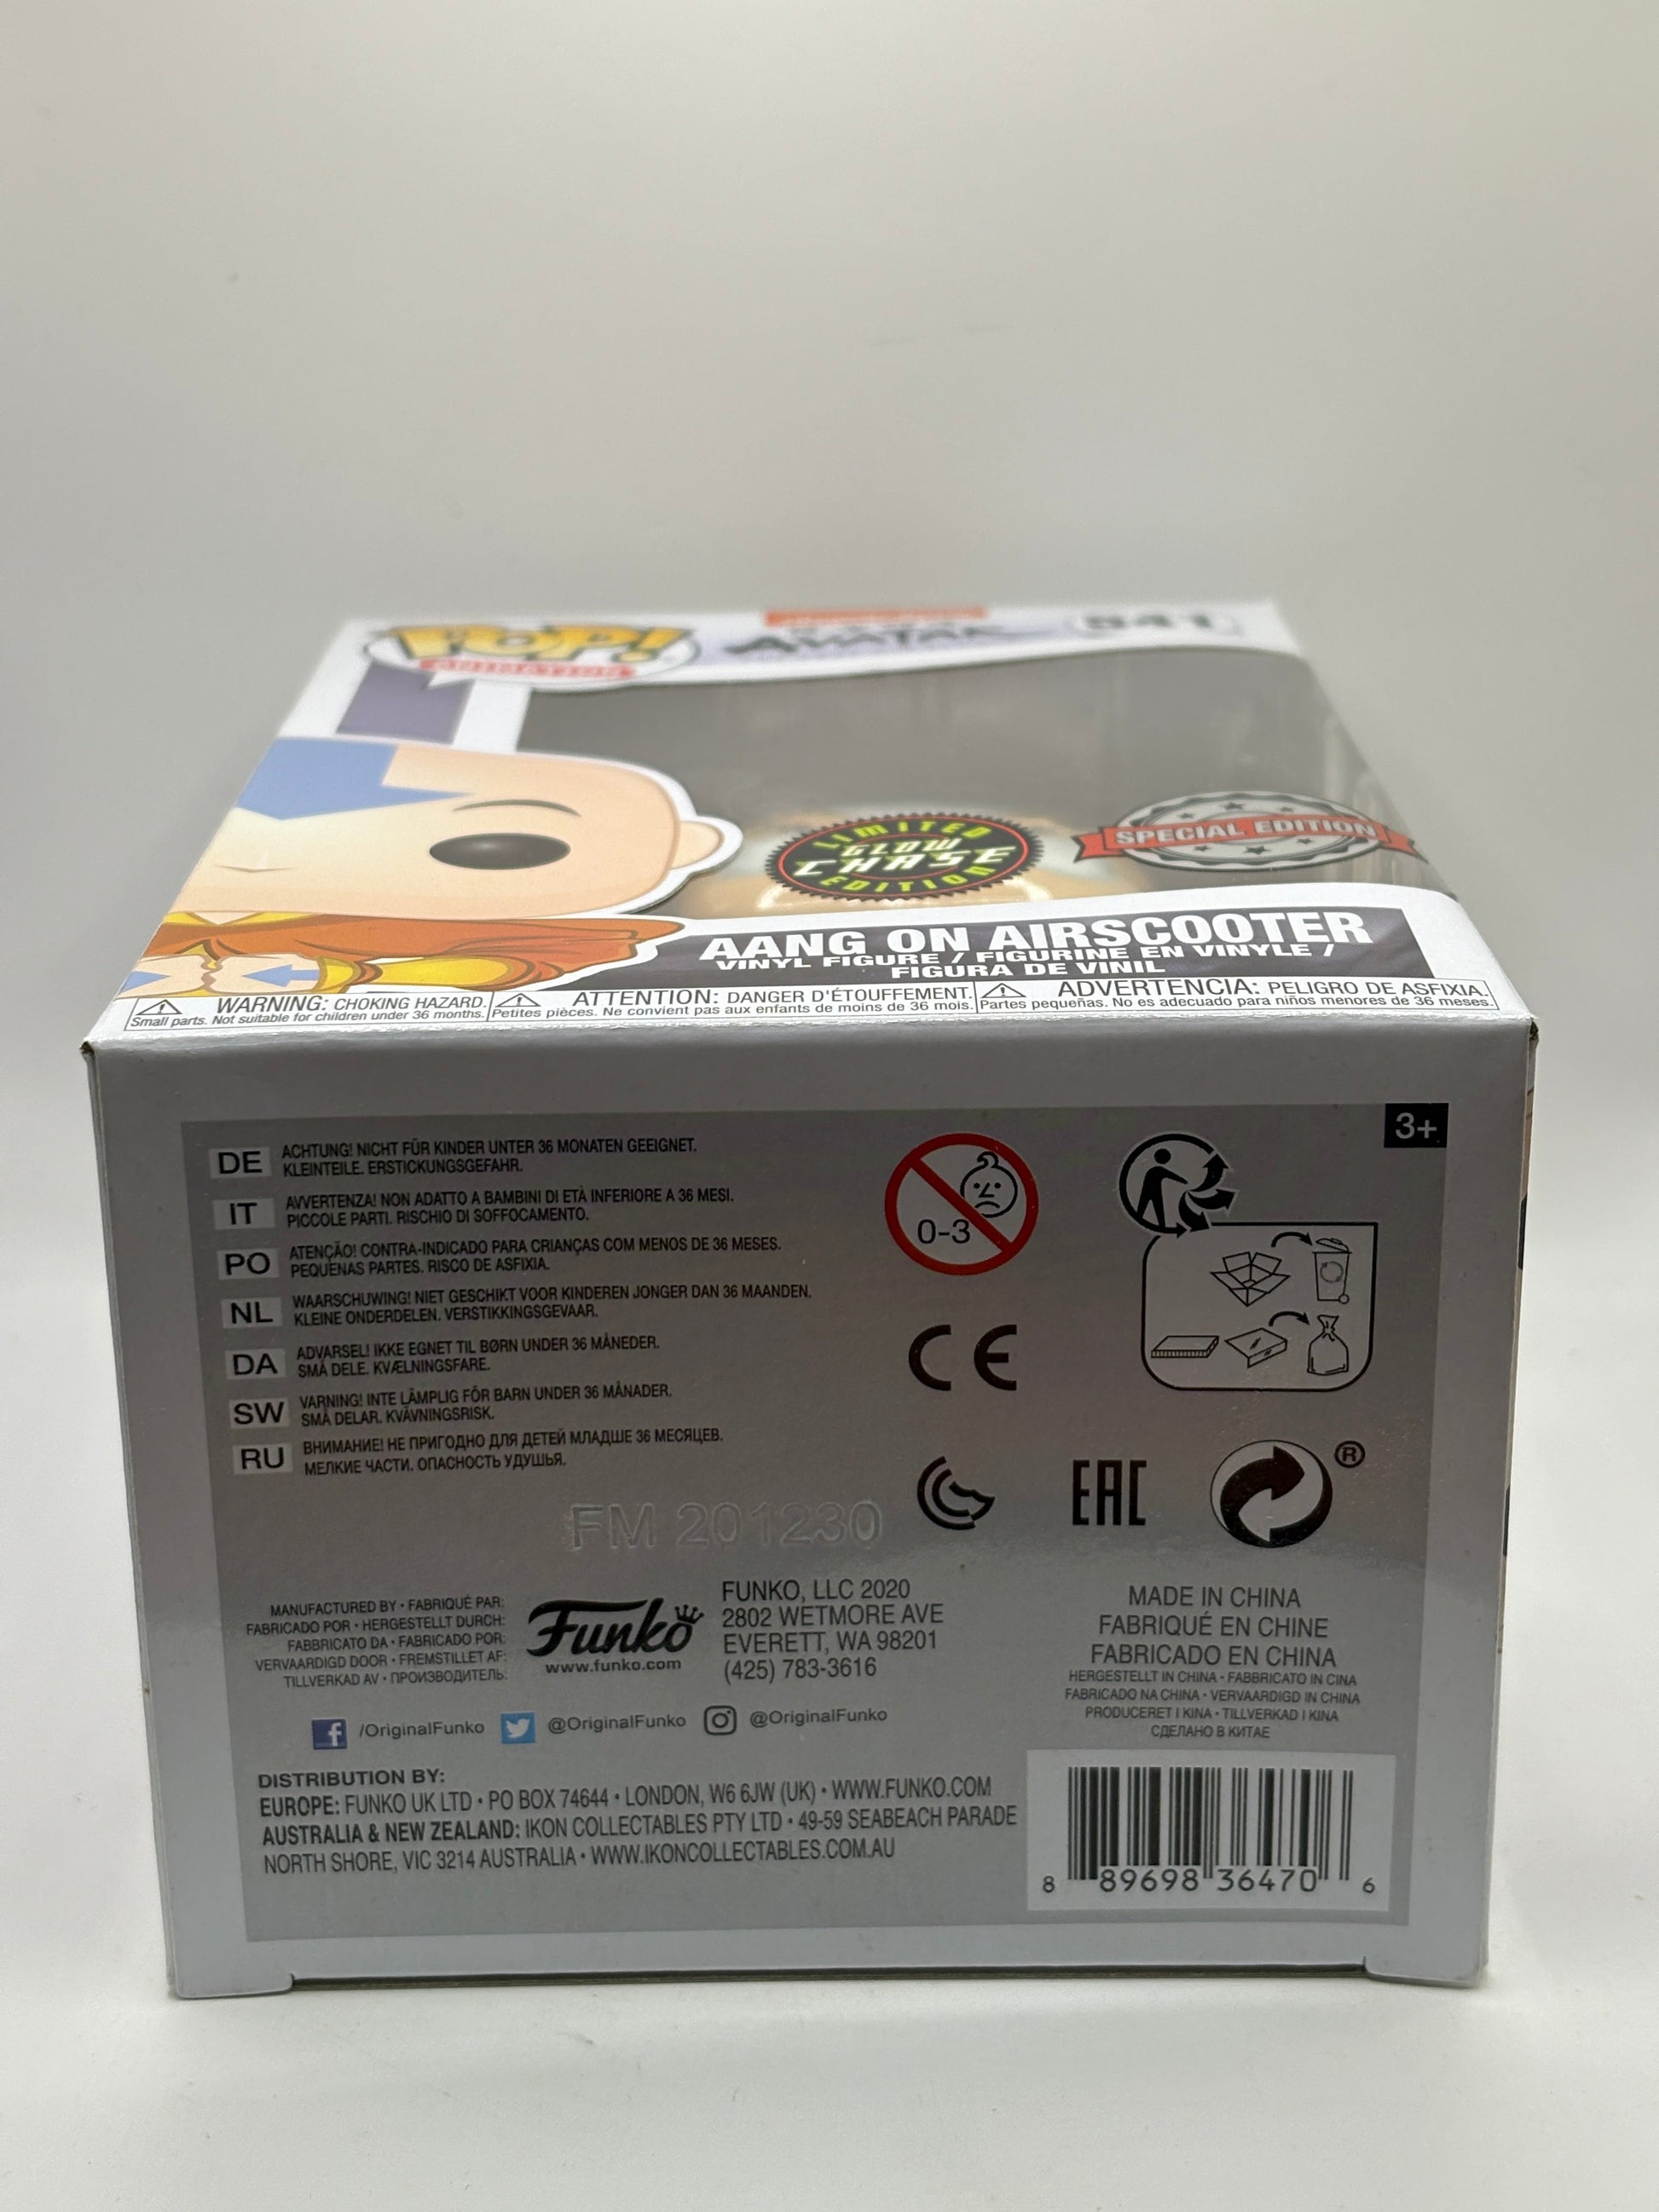 POP!
ANIMATION
AVATAR
541
LIMITED
GLOW
CHASE
EDITION
SPECIAL EDITION
AANG ON AIRSCOOTER
VINYL FIGURE / FIGURINE EN VINYLE /
FIGURA DE VINIL
WARNING: CHOKING HAZARD.
Small parts. Not suitable for children under 36 months.
ATTENTION: DANGER D'ÉTOUFFEMENT.
Petites pièces. Ne convient pas aux enfants de moins de 36 mois.
ADVERTENCIA: PELIGRO DE ASFIXIA.
Partes pequeñas. No es adecuado para niños menores de 36 meses.
3+
DE ACHTUNG! NICHT FÜR KINDER UNTER 36 MONATEN GEEIGNET.
KLEINTEILE. ERSTICKUNGSGEFAHR.
IT AVVERTENZA! NON ADATTO A BAMBINI DI ETÀ INFERIORE A 36 MESI.
PICCOLE PARTI. RISCHIO DI SOFFOCAMENTO.
PO ATENÇÃO! CONTRA-INDICADO PARA CRIANÇAS COM MENOS DE 36 MESES.
PEQUENAS PARTES. RISCO DE ASFIXIA.
NL WAARSCHUWING! NIET GESCHIKT VOOR KINDEREN JONGER DAN 36 MAANDEN.
KLEINE ONDERDELEN. VERSTIKKINGSGEVAAR.
DA ADVARSEL! IKKE EGNET TIL BØRN UNDER 36 MÅNEDER.
SMÅ DELE. KVÆLNINGSFARE.
SW VARNING! INTE LÄMPLIG FÖR BARN UNDER 36 MÅNADER.
SMÅ DELAR. KVÄVNINGSRISK.
RU ВНИМАНИЕ! НЕ ПРИГОДНО ДЛЯ ДЕТЕЙ МЛАДШЕ 36 МЕСЯЦЕВ.
МЕЛКИЕ ЧАСТИ. ОПАСНОСТЬ УДУШЬЯ.
0-3
CE
EAC
®
FM 201230
MANUFACTURED BY • FABRIQUÉ PAR:
FABRICADO POR • HERGESTELLT DURCH:
FABBRICATO DA • FABRICADO POR:
VERVAARDIGD DOOR • FREMSTILLET AF:
TILLVERKAD AV • ПРОИЗВОДИТЕЛЬ:
Funko
www.funko.com
FUNKO, LLC 2020
2802 WETMORE AVE
EVERETT, WA 98201
(425) 783-3616
MADE IN CHINA
FABRIQUÉ EN CHINE
FABRICADO EN CHINA
HERGESTELLT IN CHINA • FABBRICATO IN CINA
FABRICADO NA CHINA • VERVAARDIGD IN CHINA
PRODUCERET I KINA • TILLVERKAD I KINA
СДЕЛАНО В КИТАЕ
/OriginalFunko @OriginalFunko @OriginalFunko
DISTRIBUTION BY:
EUROPE: FUNKO UK LTD • PO BOX 74644 • LONDON, W6 6JW (UK) • WWW.FUNKO.COM
AUSTRALIA & NEW ZEALAND: IKON COLLECTABLES PTY LTD • 49-59 SEABEACH PARADE
NORTH SHORE, VIC 3214 AUSTRALIA • WWW.IKONCOLLECTABLES.COM.AU
8 89698 36470 6